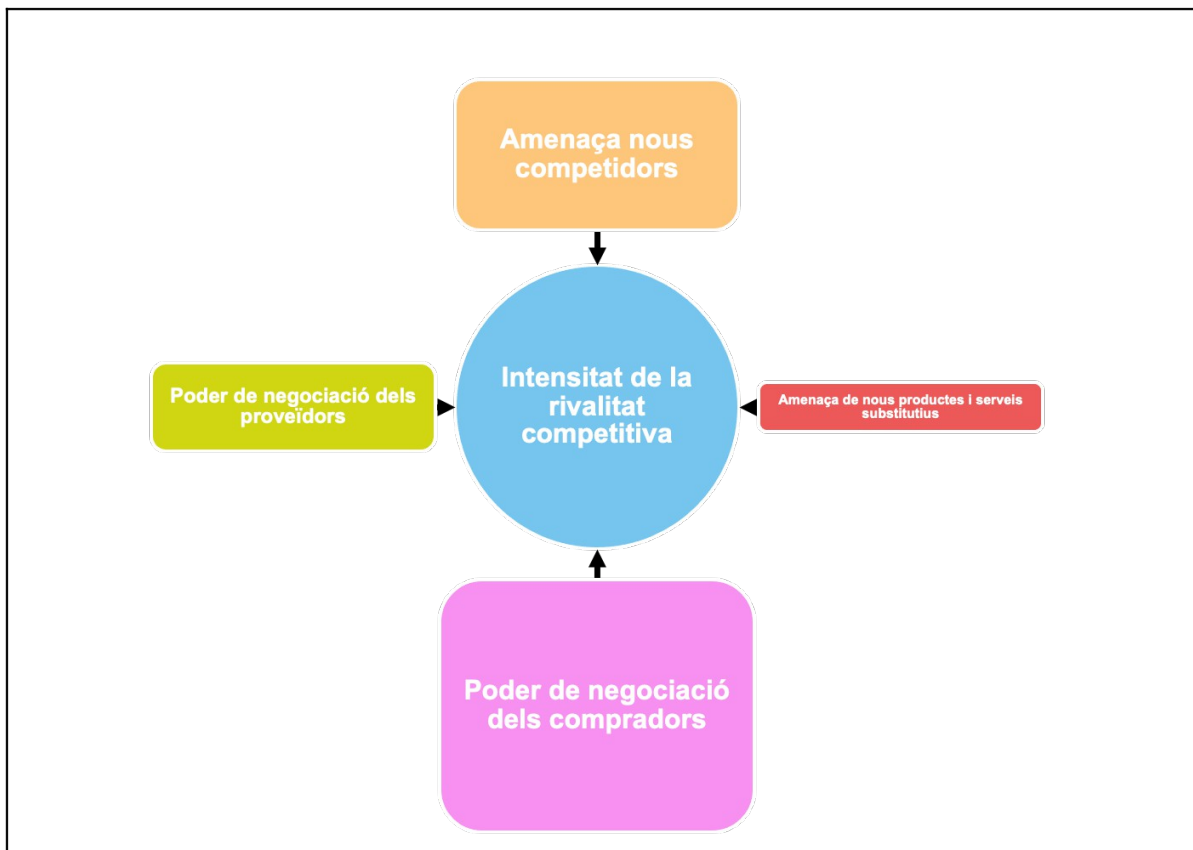 Amenaça nous
competidors
Intensitat de la
rivalitat
competitiva
Poder de negociació dels
proveïdors
Amenaça de nous productes i serveis
substitutius
Poder de negociació
dels compradors